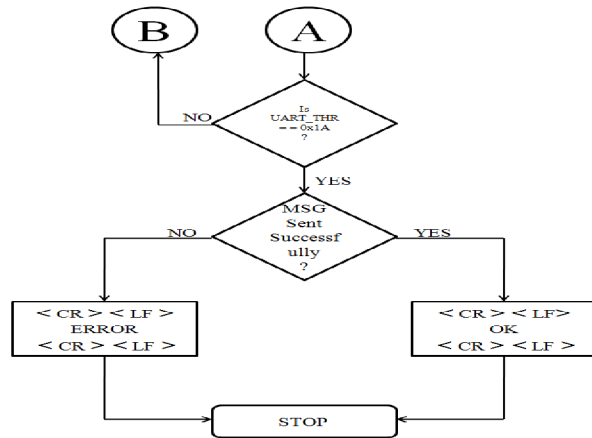 B
A
Is
UART_THR
==0x1A
?
NO
YES
MSG
Sent
Successf
ully
?
NO
YES
< CR > < LF >
ERROR
< CR > < LF >
< CR > < LF>
OK
< CR > < LF >
STOP